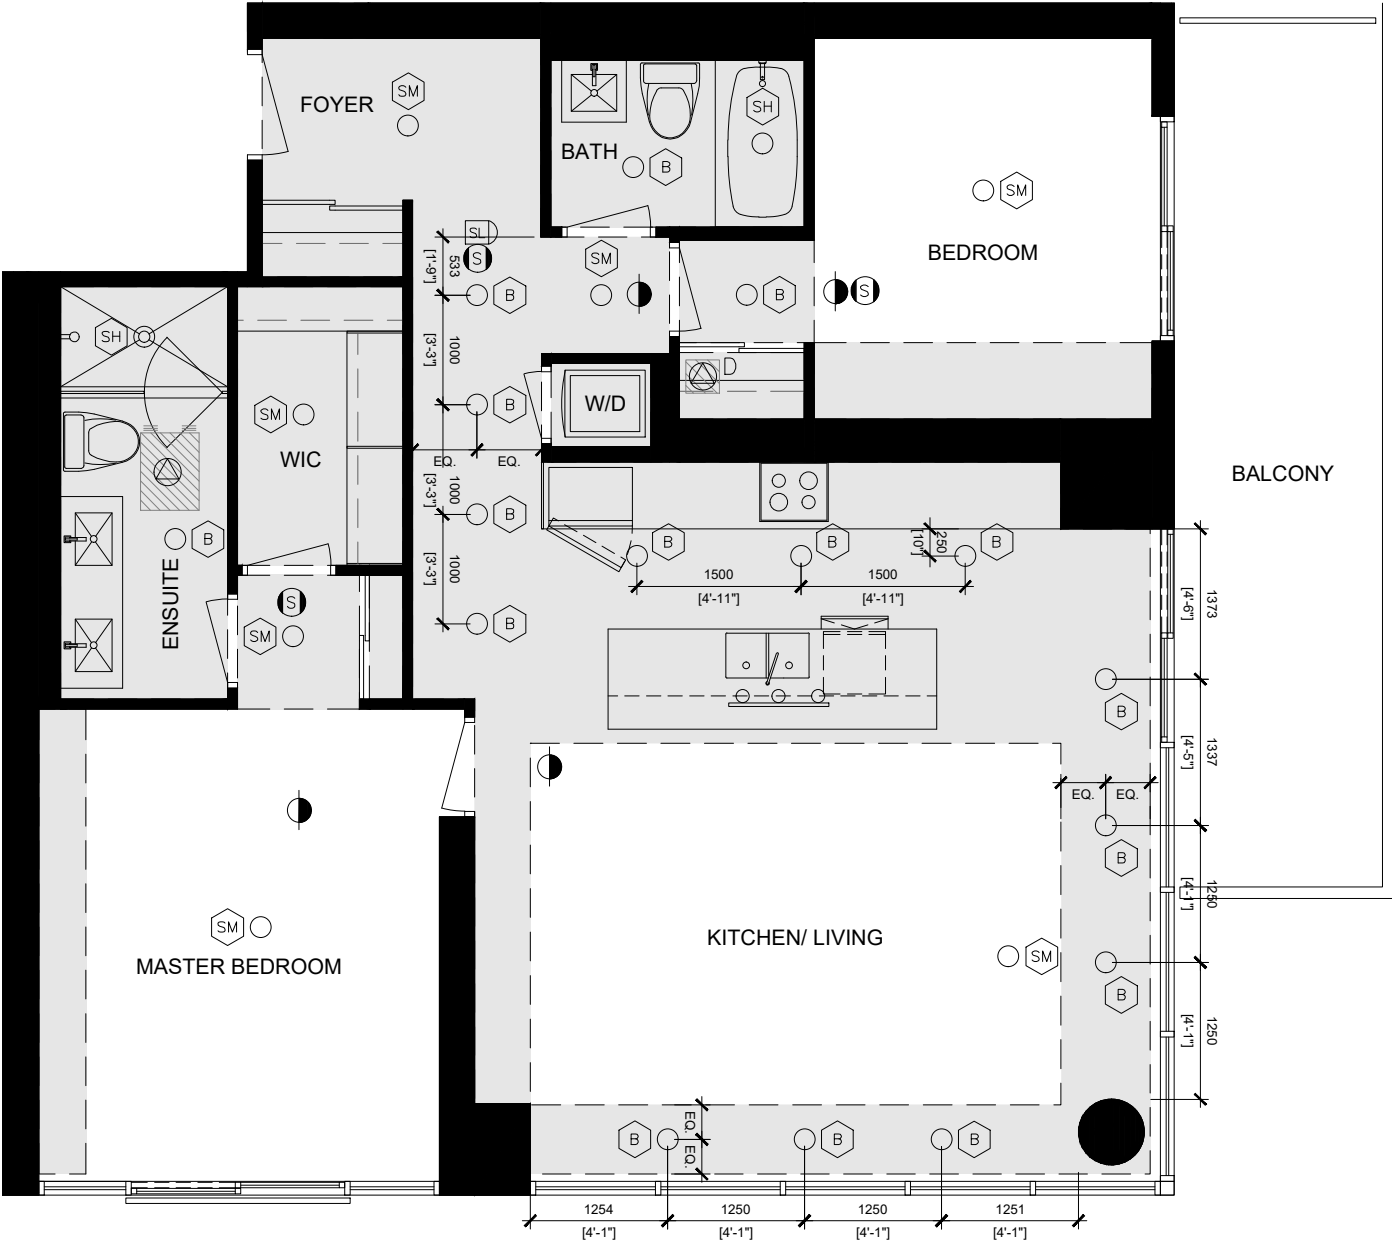 FOYER
SM
SH
BATH
B
SM
BEDROOM
SL
S
533
[1'-9"]
SM
B
B
S
SH
1000
[3'-3"]
D
B
W/D
SM
WIC
EQ.
EQ.
BALCONY
1000
[3'-3"]
B
B
B
B
B
250
[10"]
1500
[4'-11"]
1500
[4'-11"]
ENSUITE
1000
[3'-3"]
1373
[4'-6"]
S
SM
B
B
1337
[4'-5"]
EQ.
EQ.
B
1250
[4'-1"]
SM
MASTER BEDROOM
KITCHEN/ LIVING
SM
B
1250
[4'-1"]
EQ.
EQ.
B
B
B
1254
[4'-1"]
1250
[4'-1"]
1250
[4'-1"]
1251
[4'-1"]